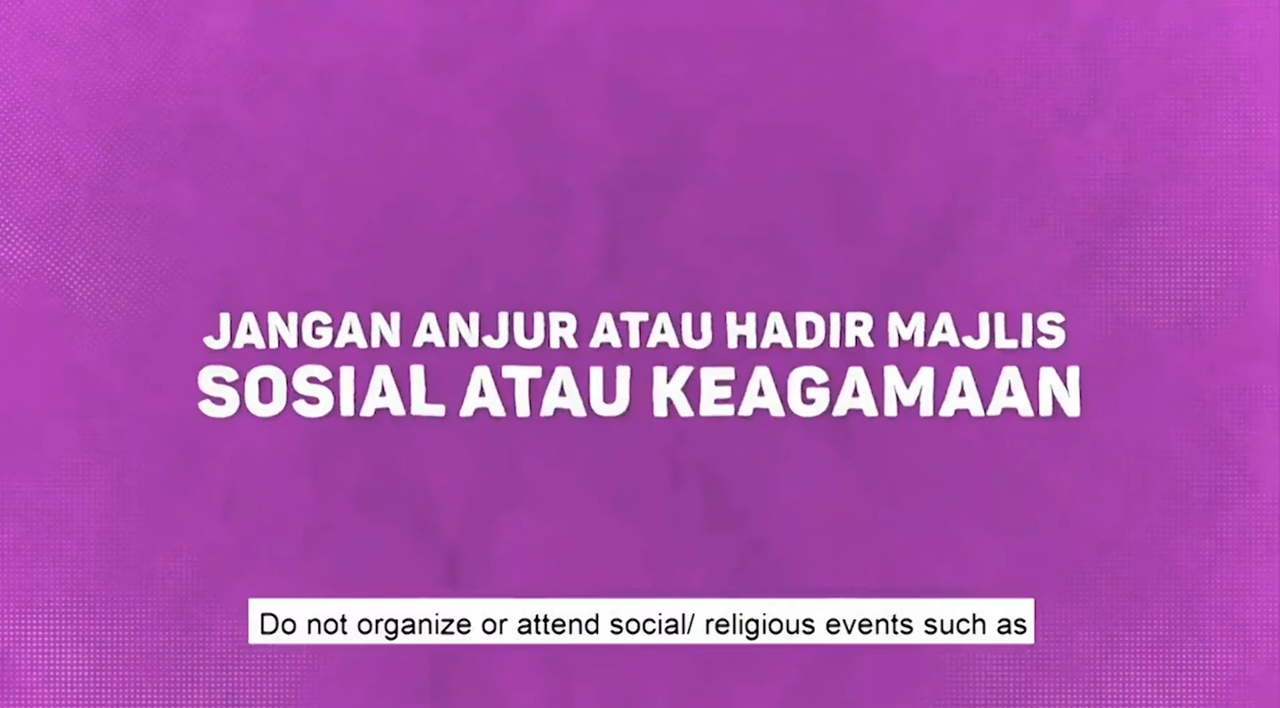 JANGAN ANJUR ATAU HADIR MAJLIS
SOSIAL ATAU KEAGAMAAN
Do not organize or attend social/ religious events such as